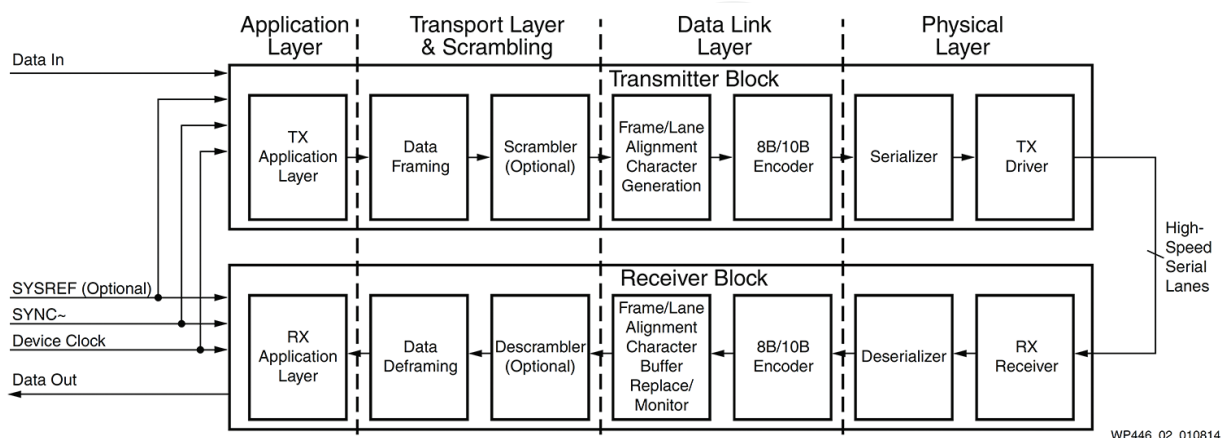 Application
Layer
Transport Layer
& Scrambling
Data Link
Layer
Physical
Layer
Data In
Transmitter Block
TX
Application
Layer
Data
Framing
Scrambler
(Optional)
Frame/Lane
Alignment
Character
Generation
8B/10B
Encoder
Serializer
TX
Driver
High-
Speed
Serial
Lanes
SYSREF (Optional)
SYNC~
Device Clock
Data Out
Receiver Block
RX
Application
Layer
Data
Deframing
Descrambler
(Optional)
Frame/Lane
Alignment
Character
Buffer
Replace/
Monitor
8B/10B
Encoder
Deserializer
RX
Receiver
WP446_02_010814